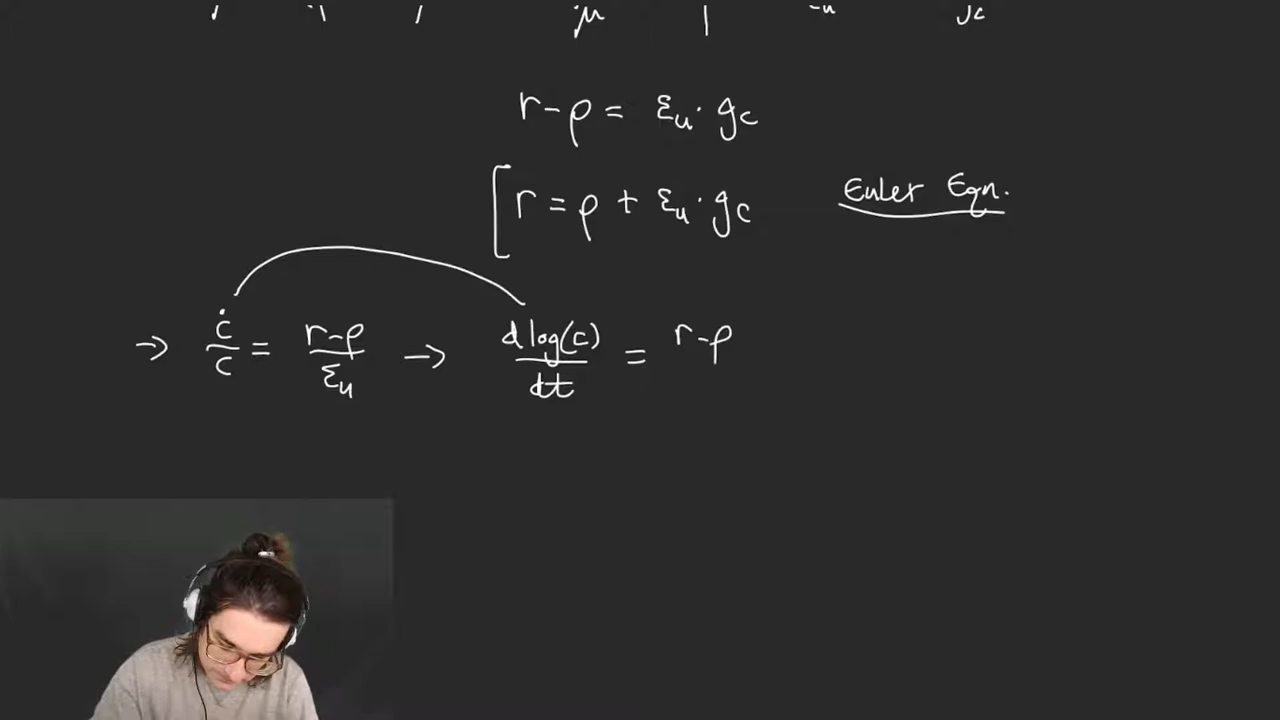 μ
r-ρ = ε_u · g_c
[ r = ρ + ε_u · g_c Euler Eqn.
→ ċ/c = (r-ρ)/ε_u → d log(c)/dt = r-ρ